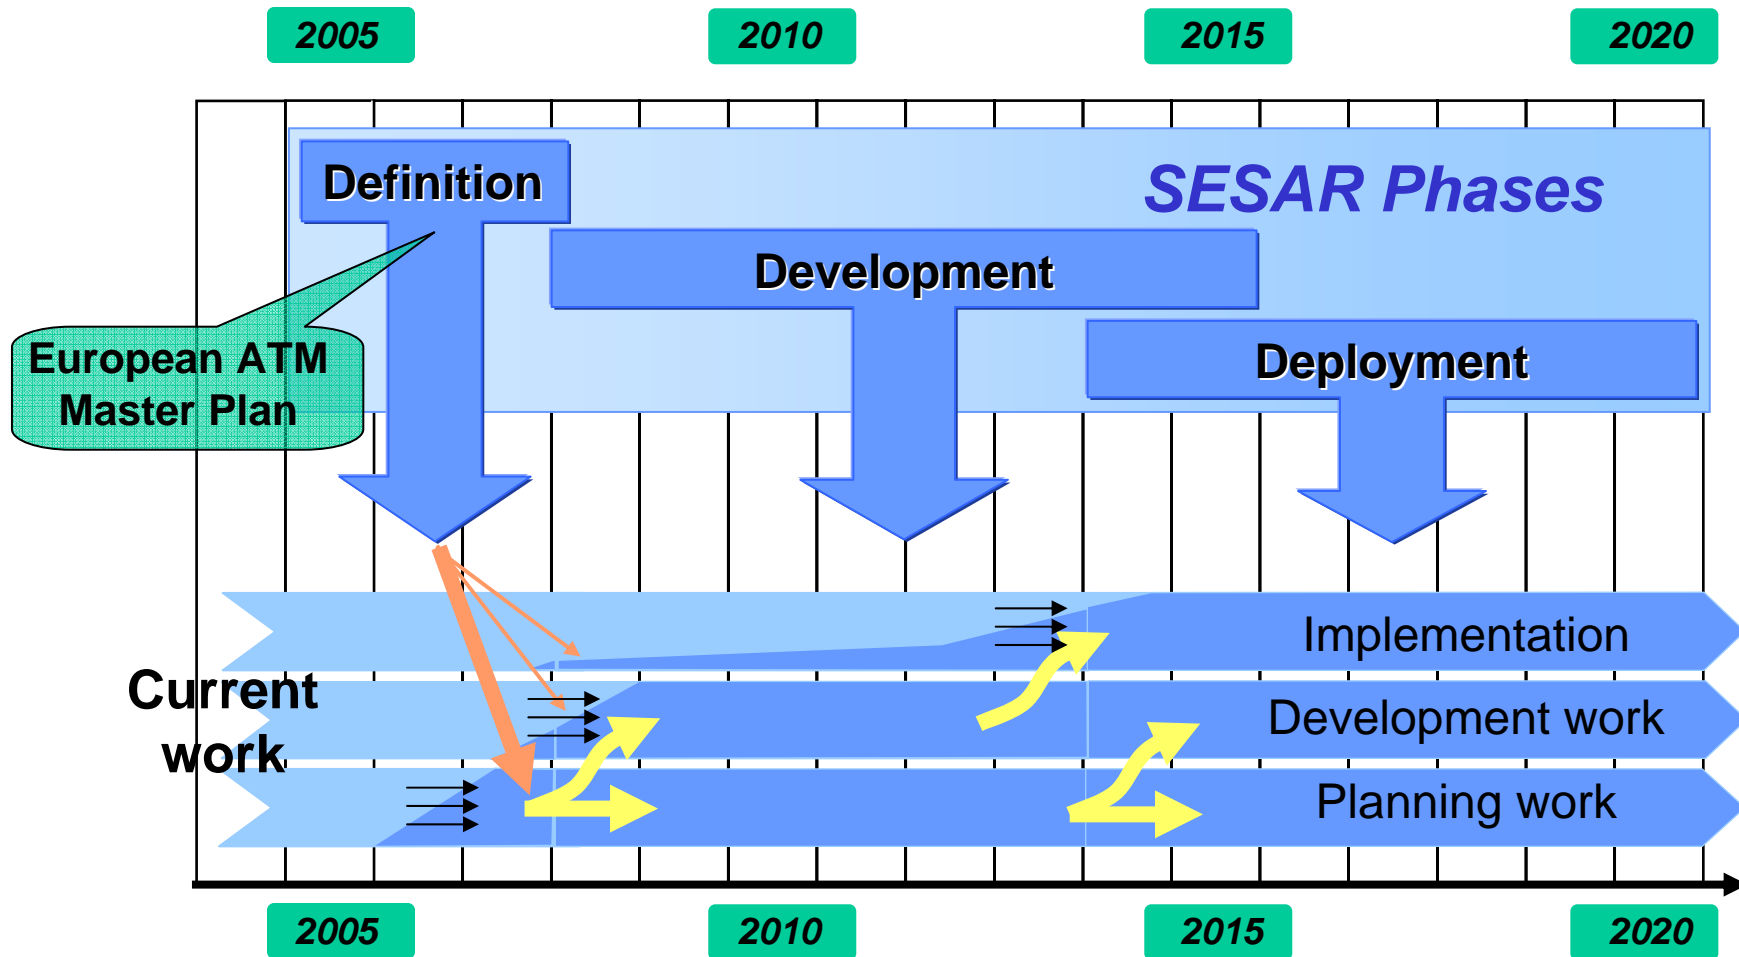 2005
2010
2015
2020
Definition
SESAR Phases
Development
European ATM
Master Plan
Deployment
Implementation
Current
work
Development work
Planning work
2005
2010
2015
2020